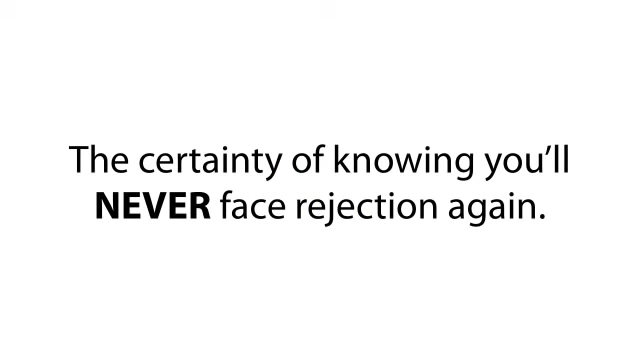 The certainty of knowing you’ll
NEVER face rejection again.